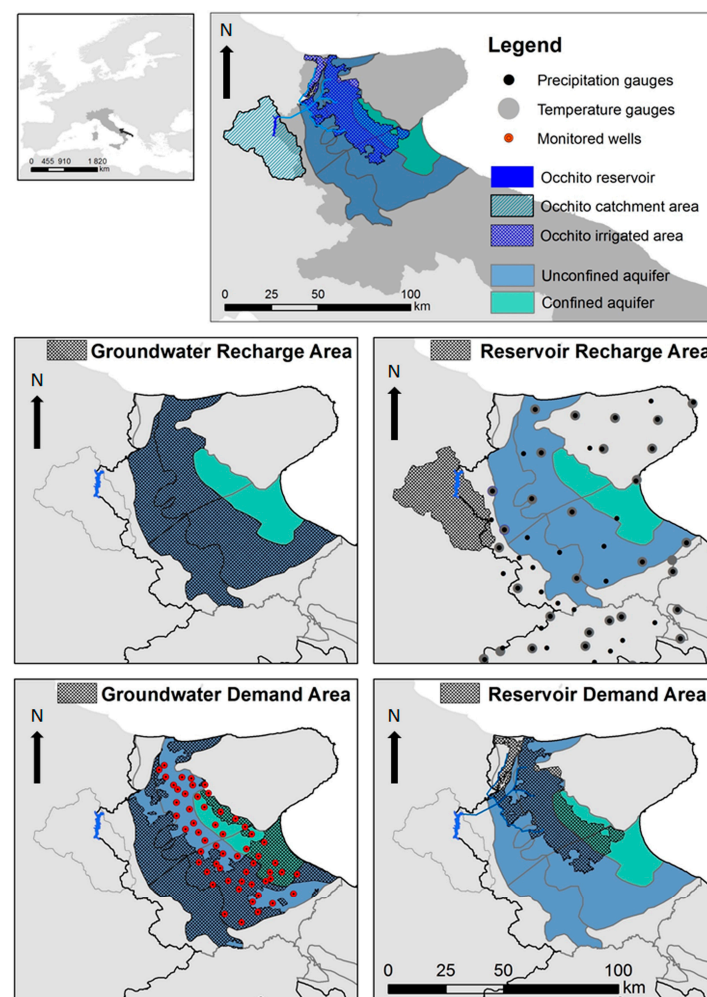 0 455 910 1 820
km
N
Legend
Precipitation gauges
Temperature gauges
Monitored wells
Occhito reservoir
Occhito catchment area
Occhito irrigated area
Unconfined aquifer
Confined aquifer
0 25 50 100
km
Groundwater Recharge Area
N
Reservoir Recharge Area
N
Groundwater Demand Area
N
Reservoir Demand Area
N
0 25 50 100
km